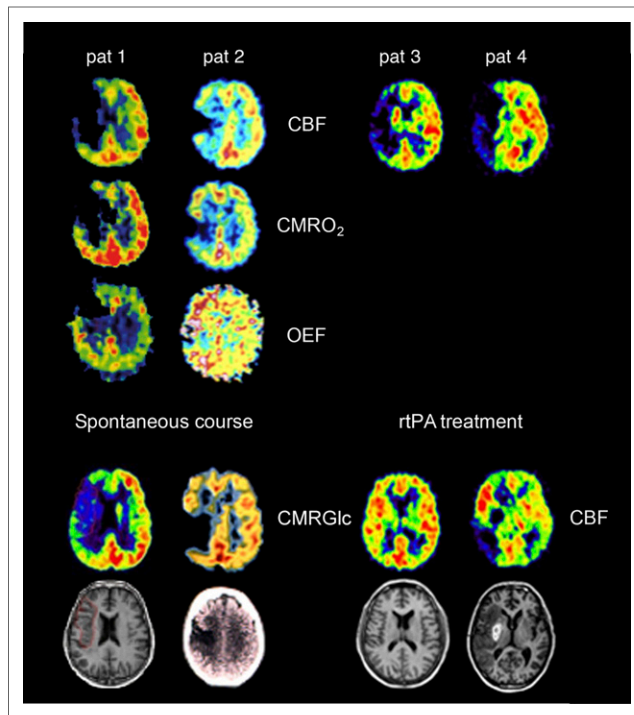 pat 1 pat 2 pat 3 pat 4
CBF
CMRO₂
OEF
Spontaneous course rtPA treatment
CMRGlc CBF